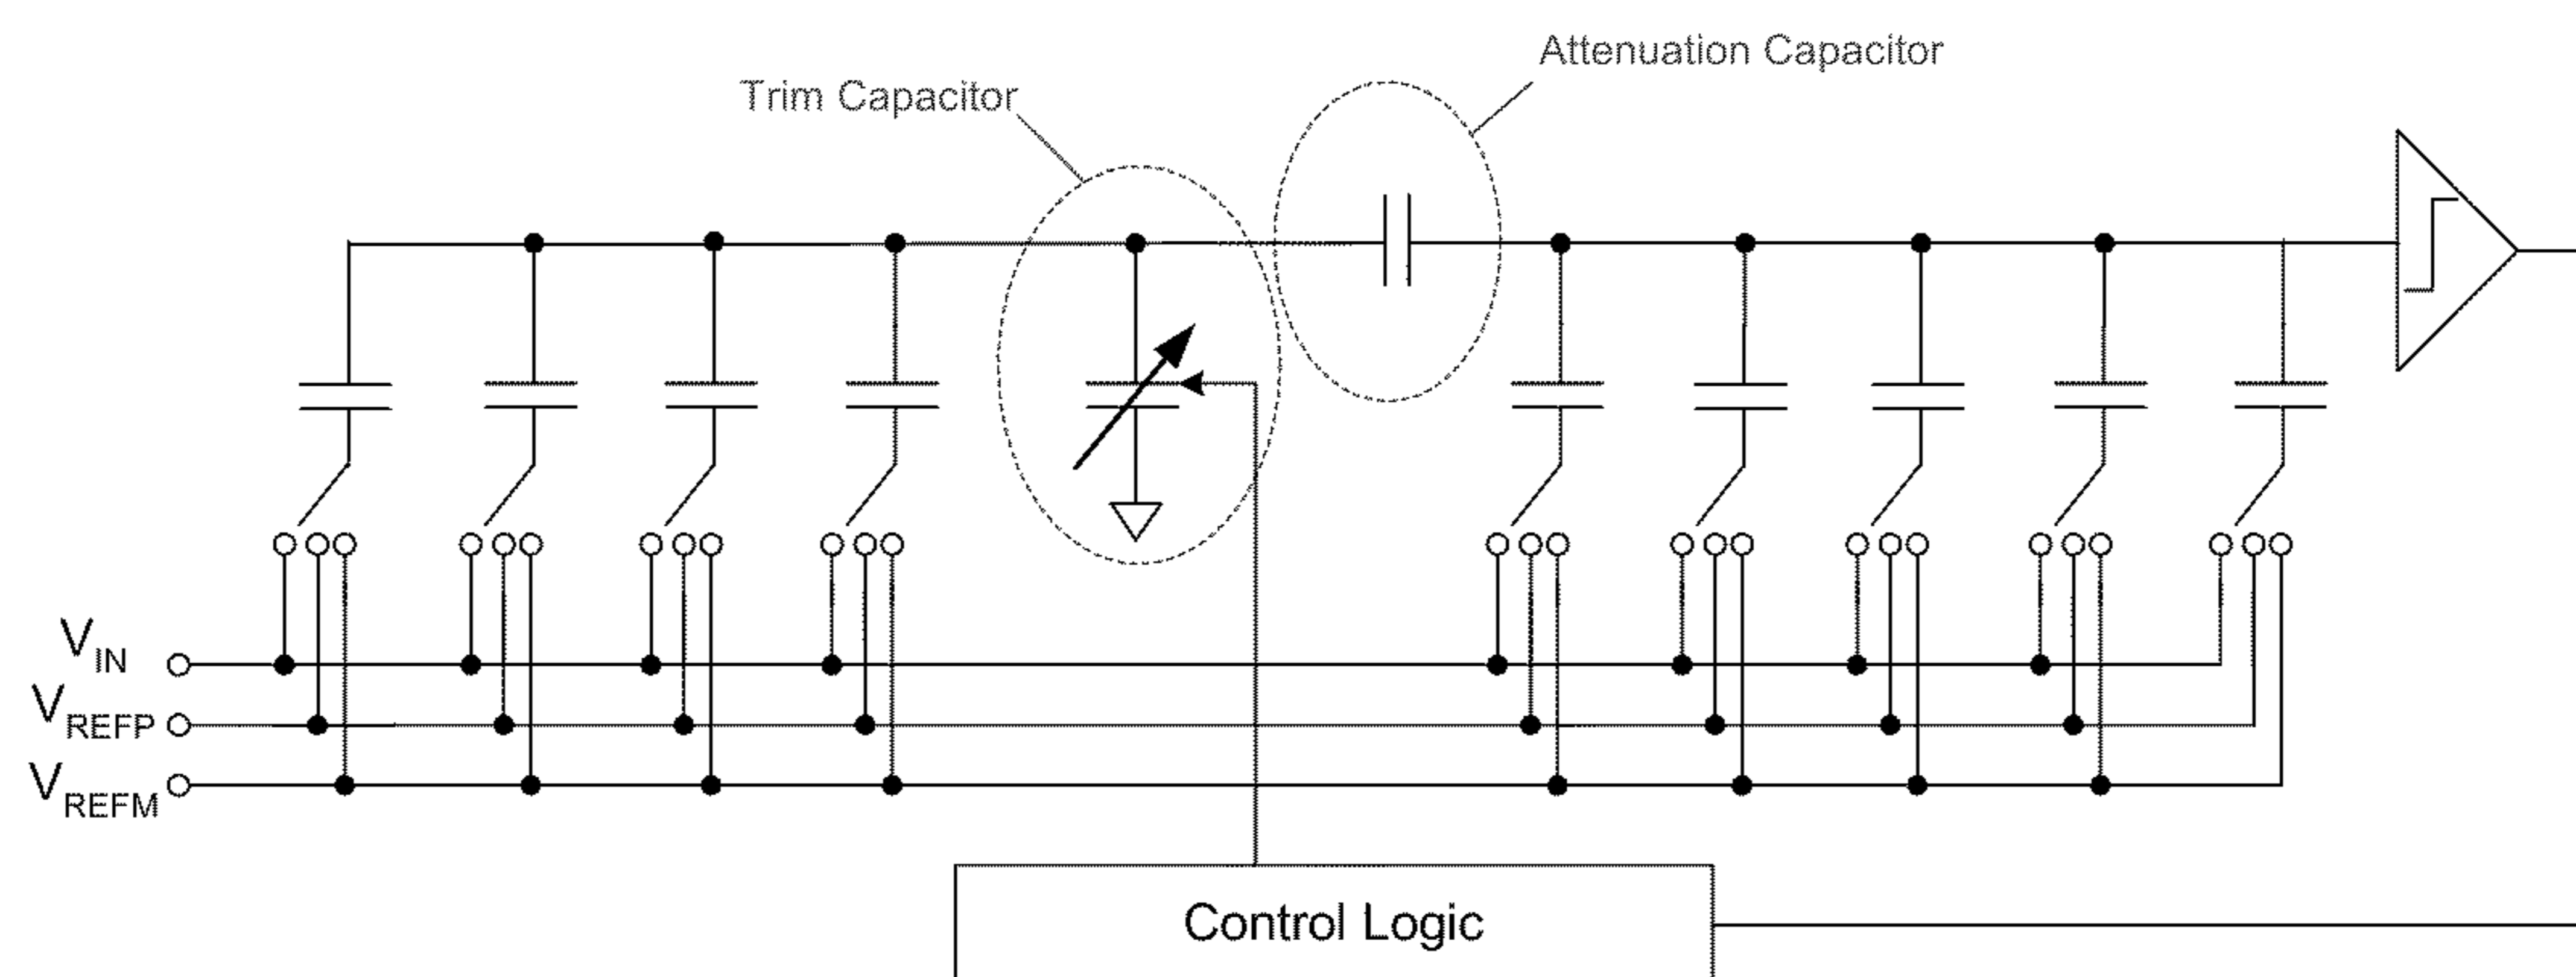 Attenuation Capacitor
Trim Capacitor
VIN
VREFP
VREFM
Control Logic